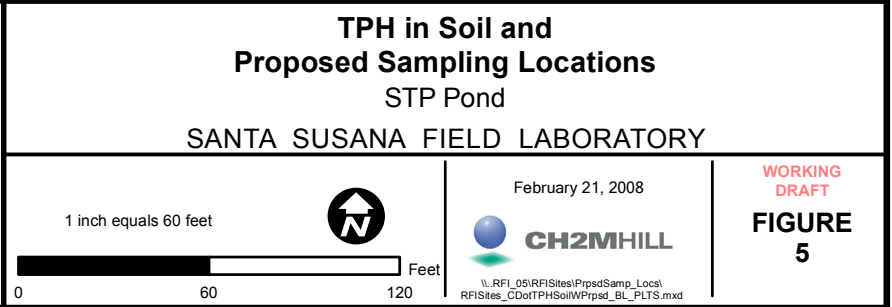 TPH in Soil and
Proposed Sampling Locations
STP Pond
SANTA SUSANA FIELD LABORATORY
1 inch equals 60 feet
N
Feet
0 60 120
February 21, 2008
CH2MHILL
\\..RFI_05\RFISites\PrpsdSamp_Locs\
RFISites_CDotTPHSoilWPrpsd_BL_PLTS.mxd
WORKING
DRAFT
FIGURE
5